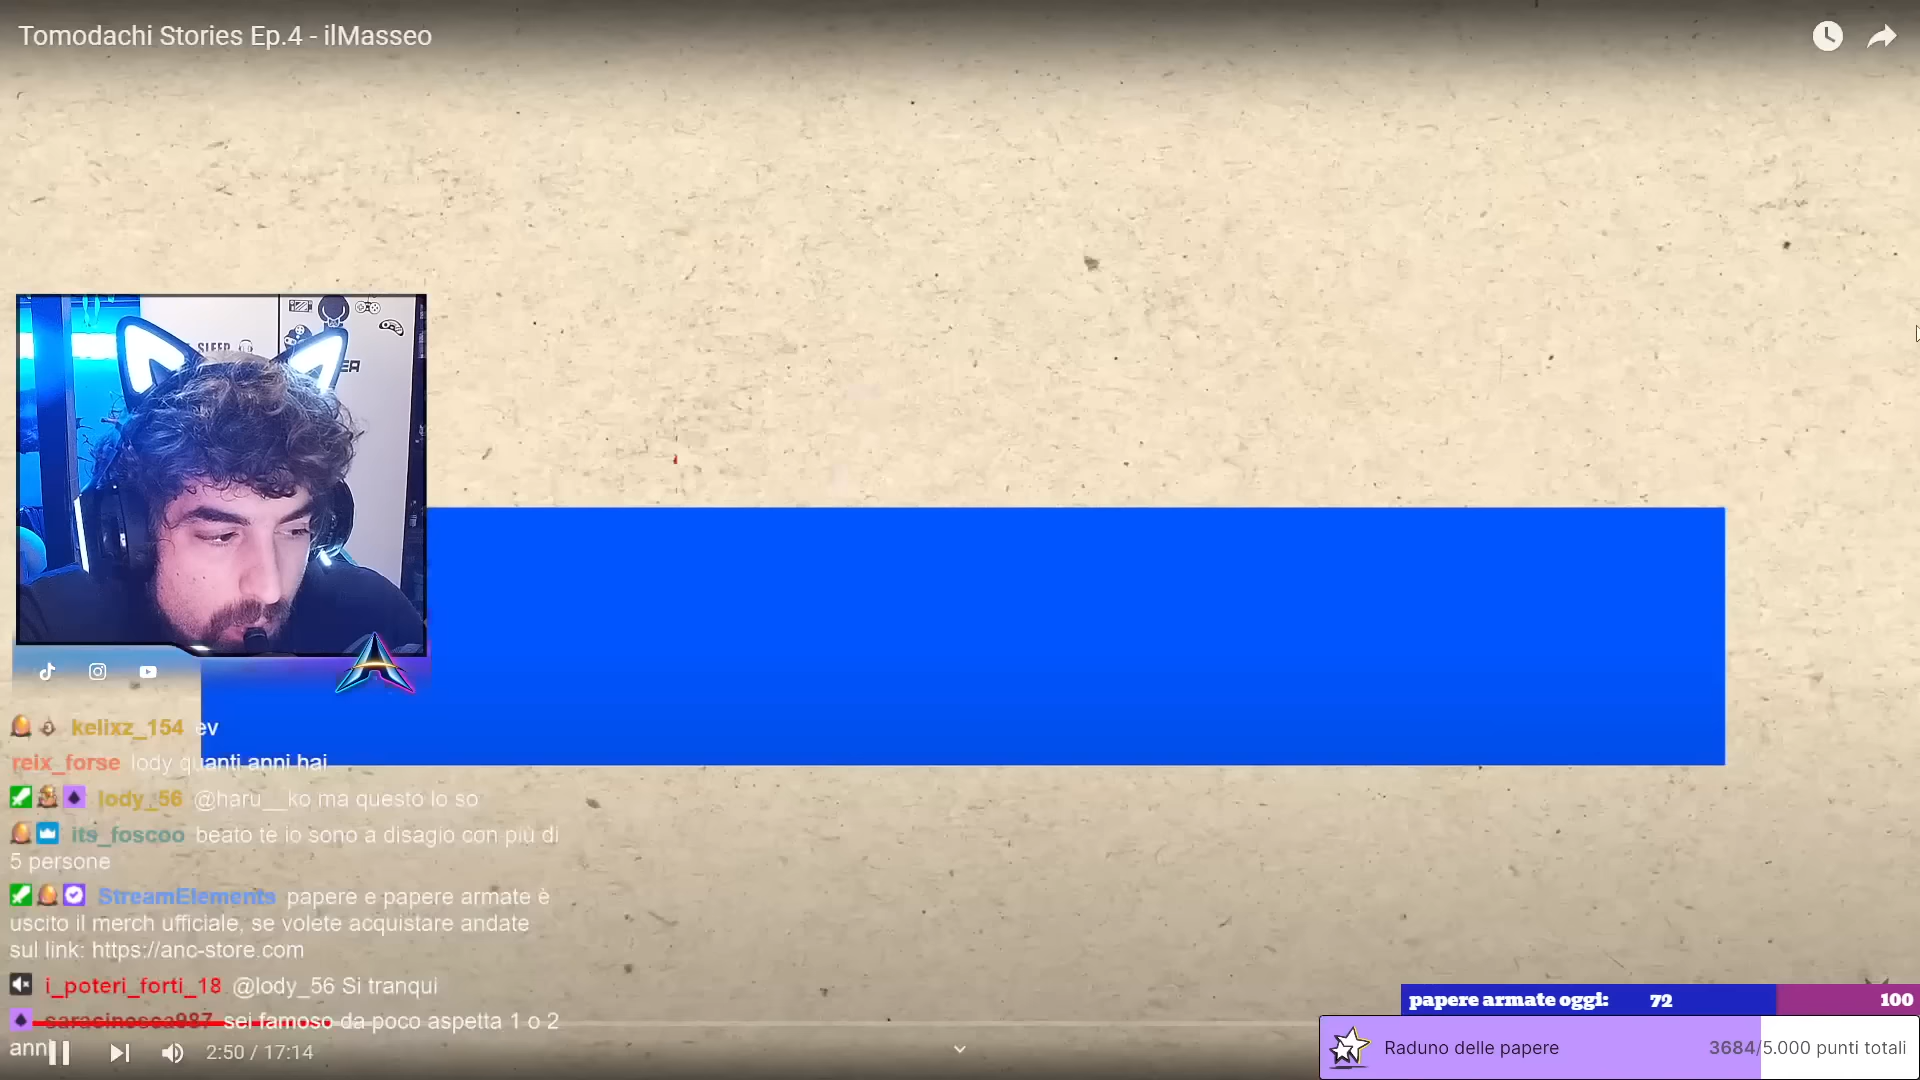 Tomodachi Stories Ep.4 - ilMasseo
SLEEP
kelixz_154 ev
reix_forse lody quanti anni hai
lody_56 @haru__ko ma questo lo so
its_foscoo beato te io sono a disagio con più di
5 persone
StreamElements papere e papere armate è
uscito il merch ufficiale, se volete acquistare andate
sul link: https://anc-store.com
i_poteri_forti_18 @lody_56 Si tranqui
saracinesca987 sei famoso da poco aspetta 1 o 2
anni
2:50 / 17:14
papere armate oggi: 72 100
Raduno delle papere 3684/5.000 punti totali